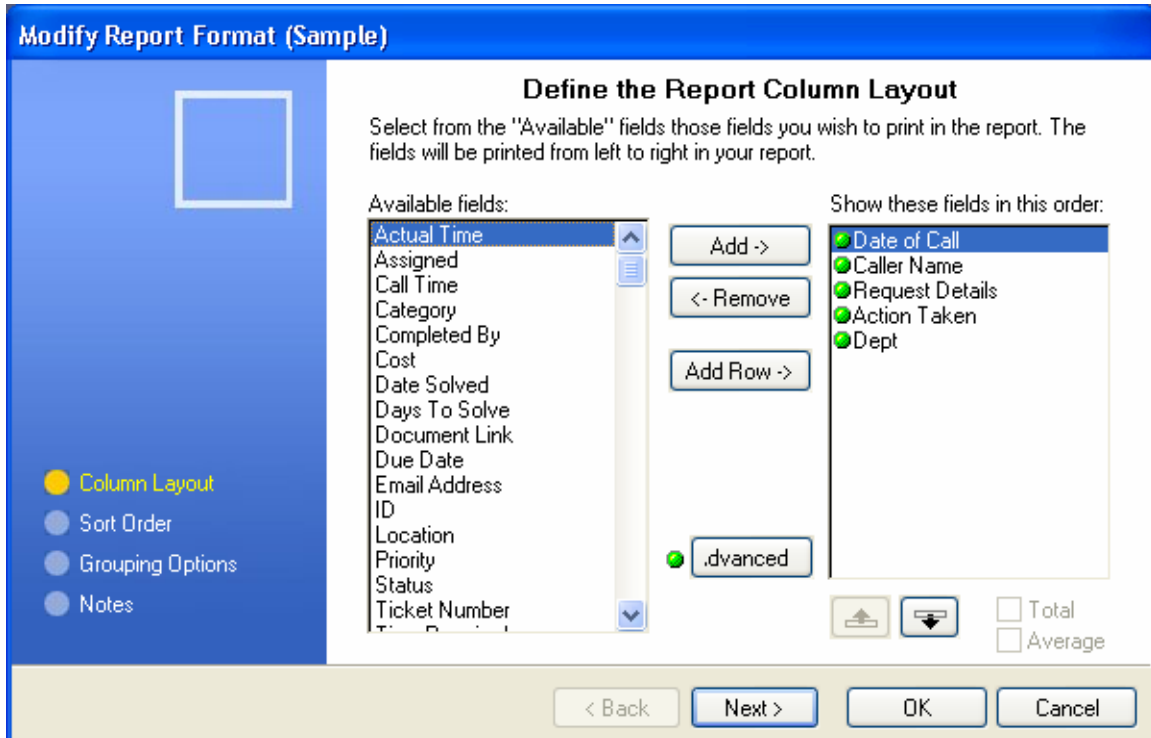 Modify Report Format (Sample)
Define the Report Column Layout
Select from the "Available" fields those fields you wish to print in the report. The
fields will be printed from left to right in your report.
Available fields:
Actual Time
Assigned
Call Time
Category
Completed By
Cost
Date Solved
Days To Solve
Document Link
Due Date
Email Address
ID
Location
Priority
Status
Ticket Number
Add ->
<- Remove
Add Row ->
.dvanced
Show these fields in this order:
Date of Call
Caller Name
Request Details
Action Taken
Dept
Total
Average
Column Layout
Sort Order
Grouping Options
Notes
< Back
Next >
OK
Cancel